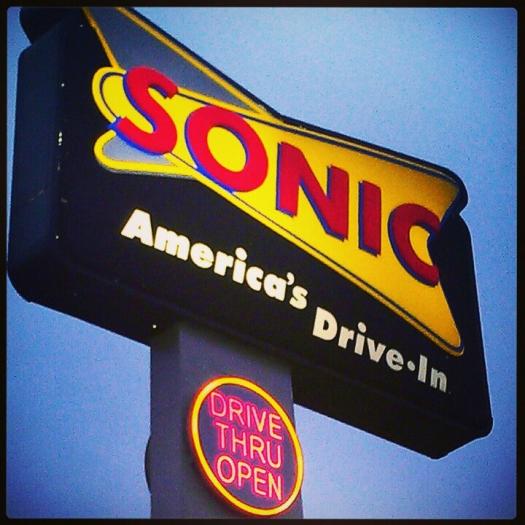 SONIC
America's Drive·In
DRIVE
THRU
OPEN